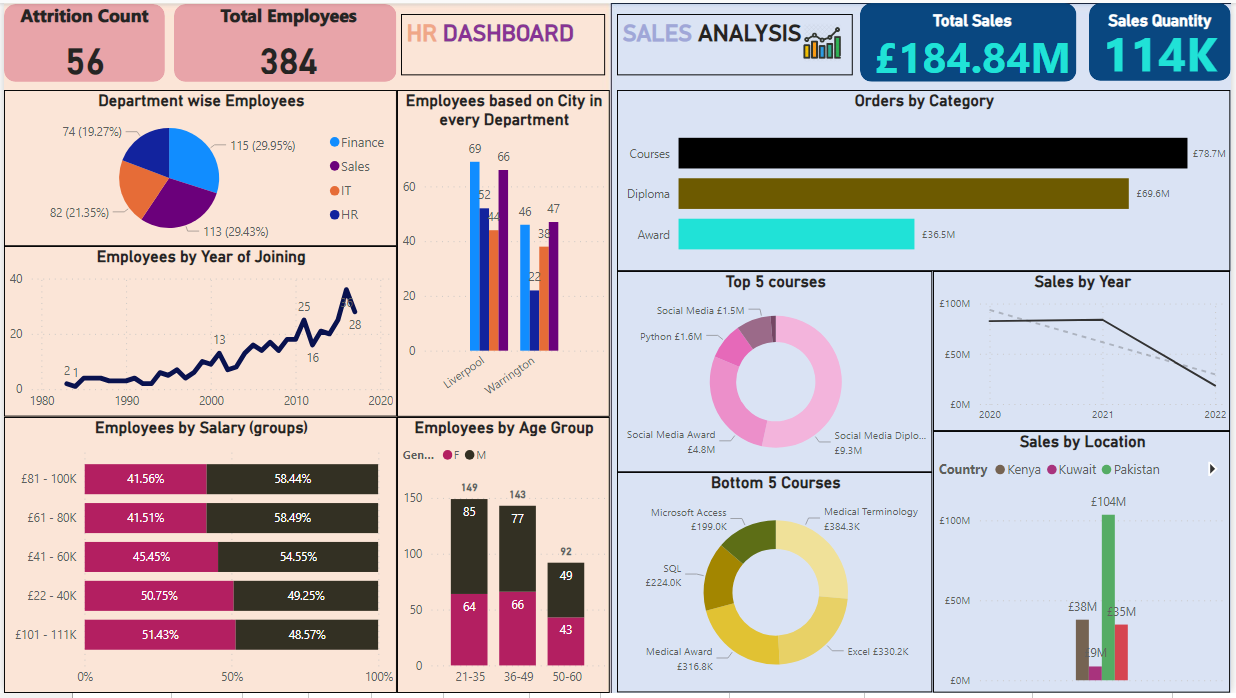 Attrition Count
56
Total Employees
384
HR DASHBOARD
SALES ANALYSIS
Total Sales
£184.84M
Sales Quantity
114K
Department wise Employees
74 (19.27%)
115 (29.95%)
82 (21.35%)
113 (29.43%)
Finance
Sales
IT
HR
Employees by Year of Joining
40
20
0
2
1
13
25
16
36
28
1980
1990
2000
2010
2020
Employees based on City in
every Department
60
40
20
0
69
52
44
66
46
22
38
47
Liverpool
Warrington
Employees by Salary (groups)
£81 - 100K
41.56%
58.44%
£61 - 80K
41.51%
58.49%
£41 - 60K
45.45%
54.55%
£22 - 40K
50.75%
49.25%
£101 - 111K
51.43%
48.57%
0%
50%
100%
Employees by Age Group
Gen...
F
M
150
100
50
0
149
85
64
143
77
66
92
49
43
21-35
36-49
50-60
Orders by Category
Courses
£78.7M
Diploma
£69.6M
Award
£36.5M
Top 5 courses
Social Media £1.5M
Python £1.6M
Social Media Award
£4.8M
Social Media Diplo...
£9.3M
Sales by Year
£100M
£50M
£0M
2020
2021
2022
Bottom 5 Courses
Microsoft Access
£199.0K
Medical Terminology
£384.3K
SQL
£224.0K
Medical Award
£316.8K
Excel £330.2K
Sales by Location
Country
Kenya
Kuwait
Pakistan
£100M
£50M
£0M
£38M
£9M
£104M
£35M